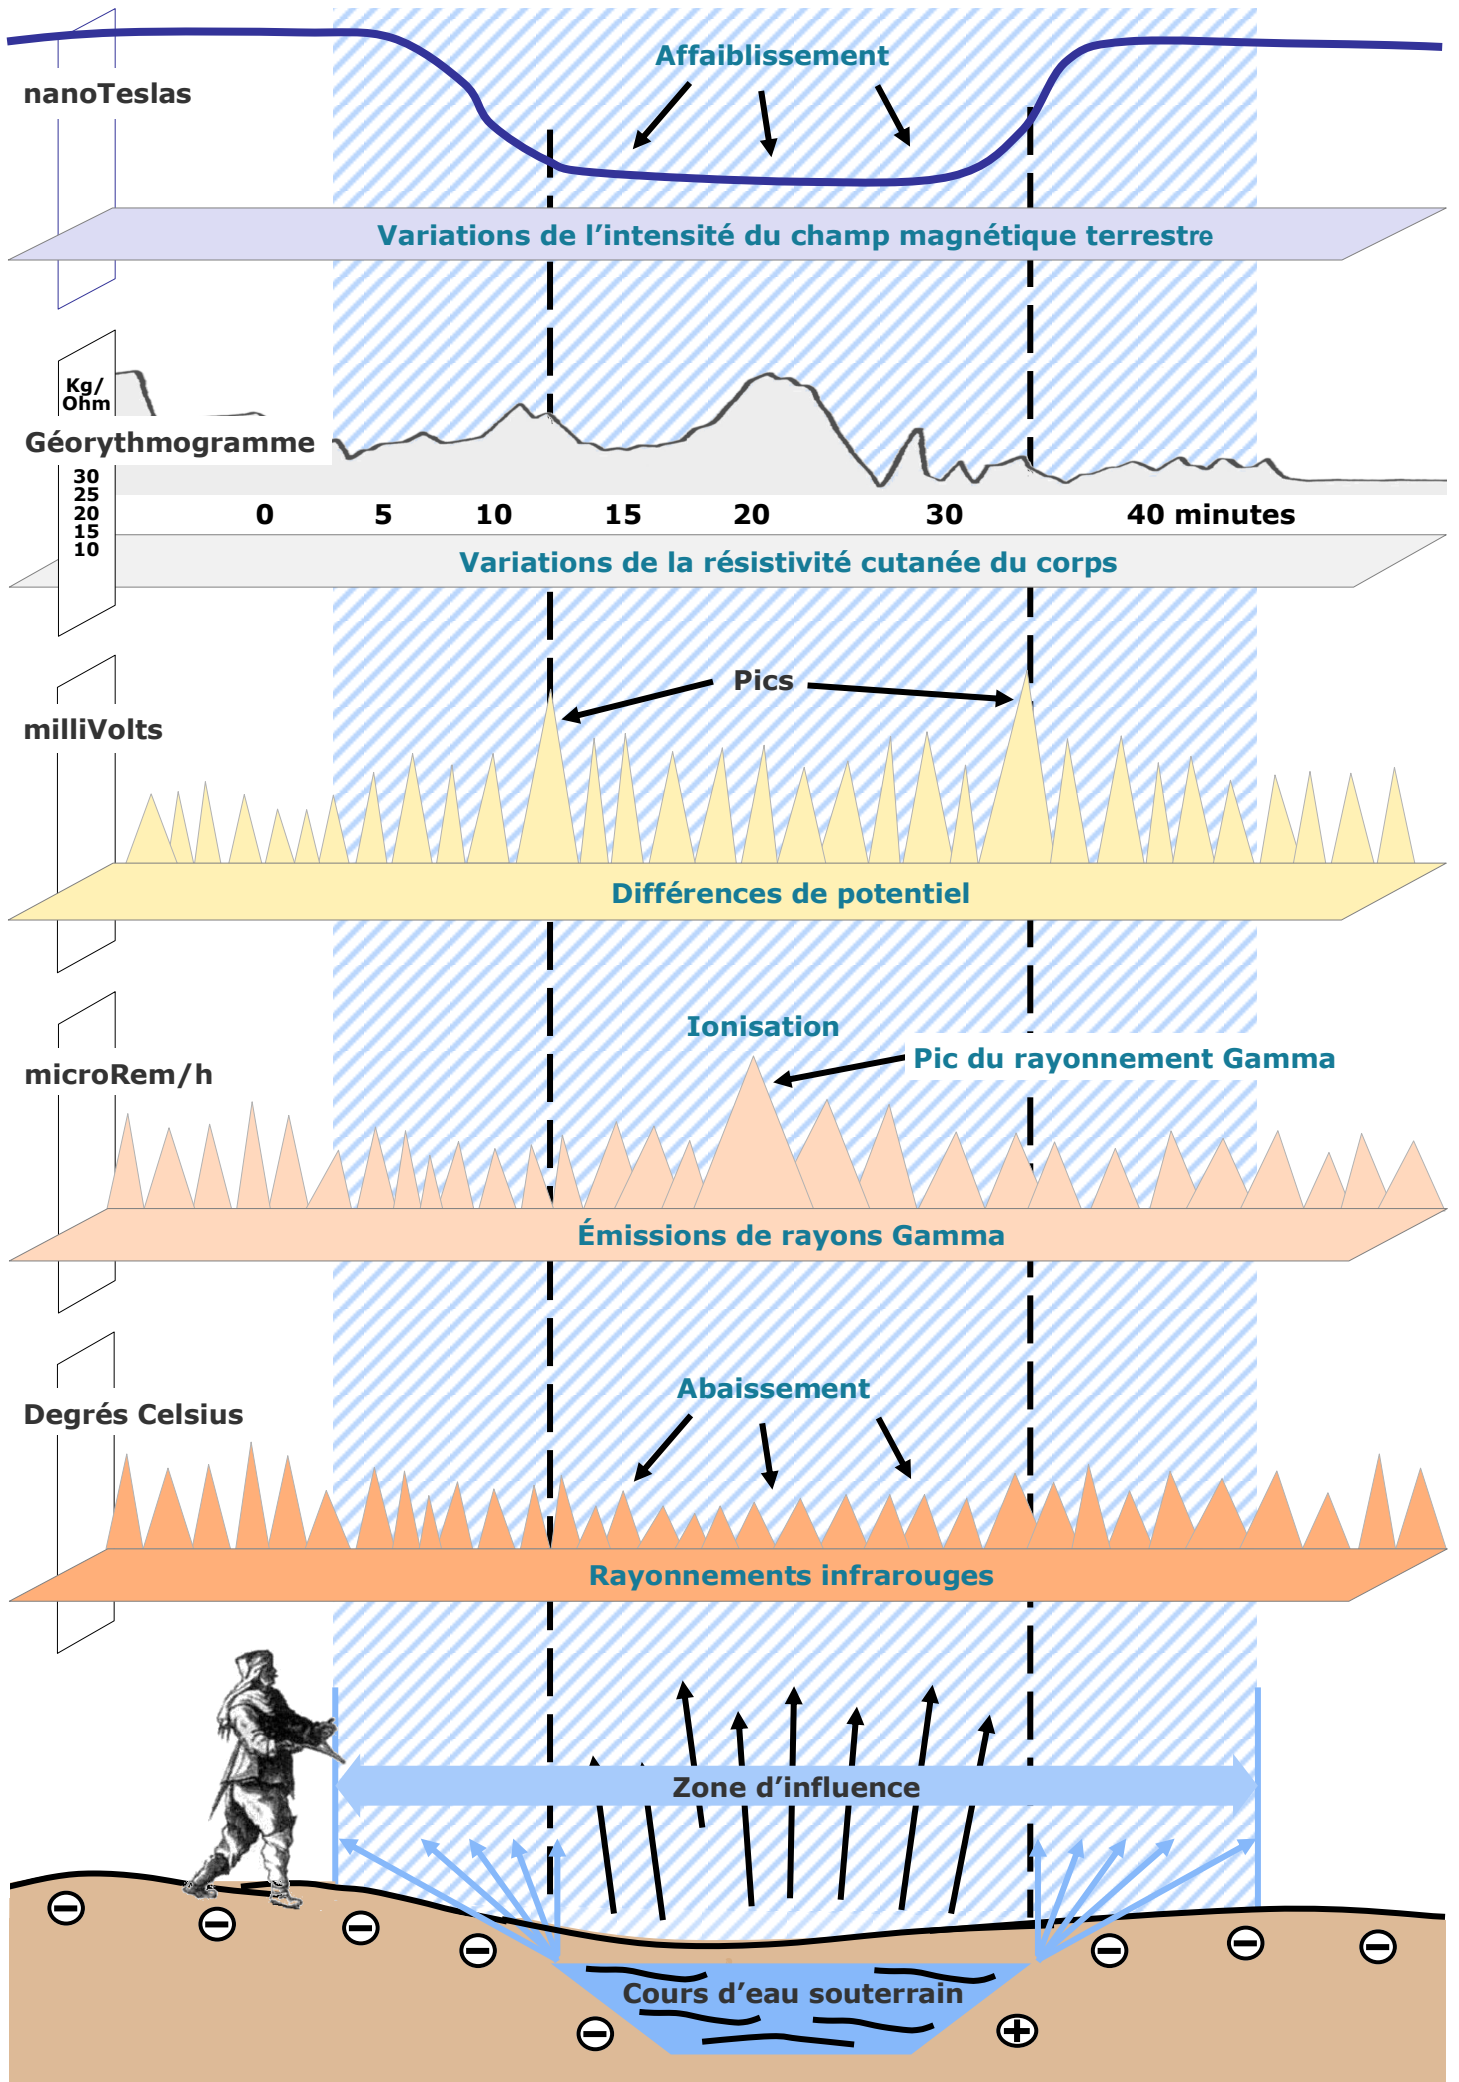 Affaiblissement
nanoTeslas
Variations de l’intensité du champ magnétique terrestre
Kg/
Ohm
Géorythmogramme
30
25
20
15
10
0 5 10 15 20 30 40 minutes
Variations de la résistivité cutanée du corps
Pics
milliVolts
Différences de potentiel
Ionisation
Pic du rayonnement Gamma
microRem/h
Émissions de rayons Gamma
Abaissement
Degrés Celsius
Rayonnements infrarouges
Zone d’influence
Cours d’eau souterrain